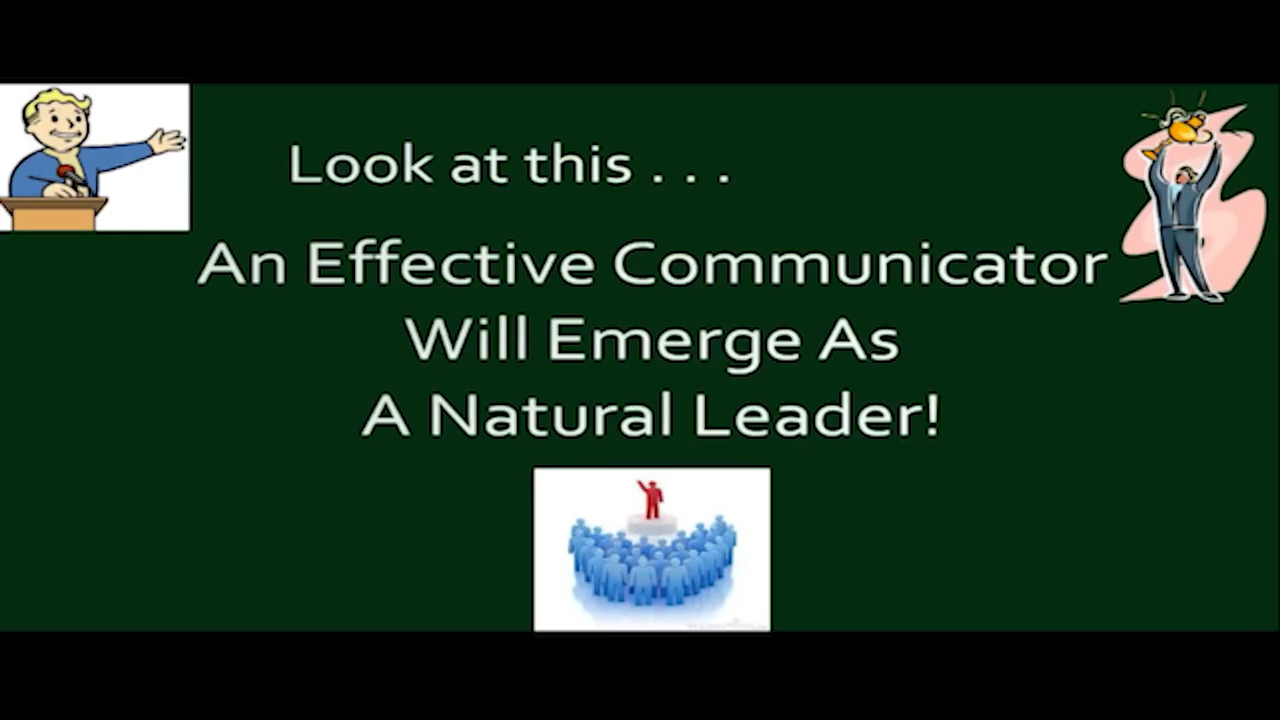 Look at this . . .
An Effective Communicator
Will Emerge As
A Natural Leader!